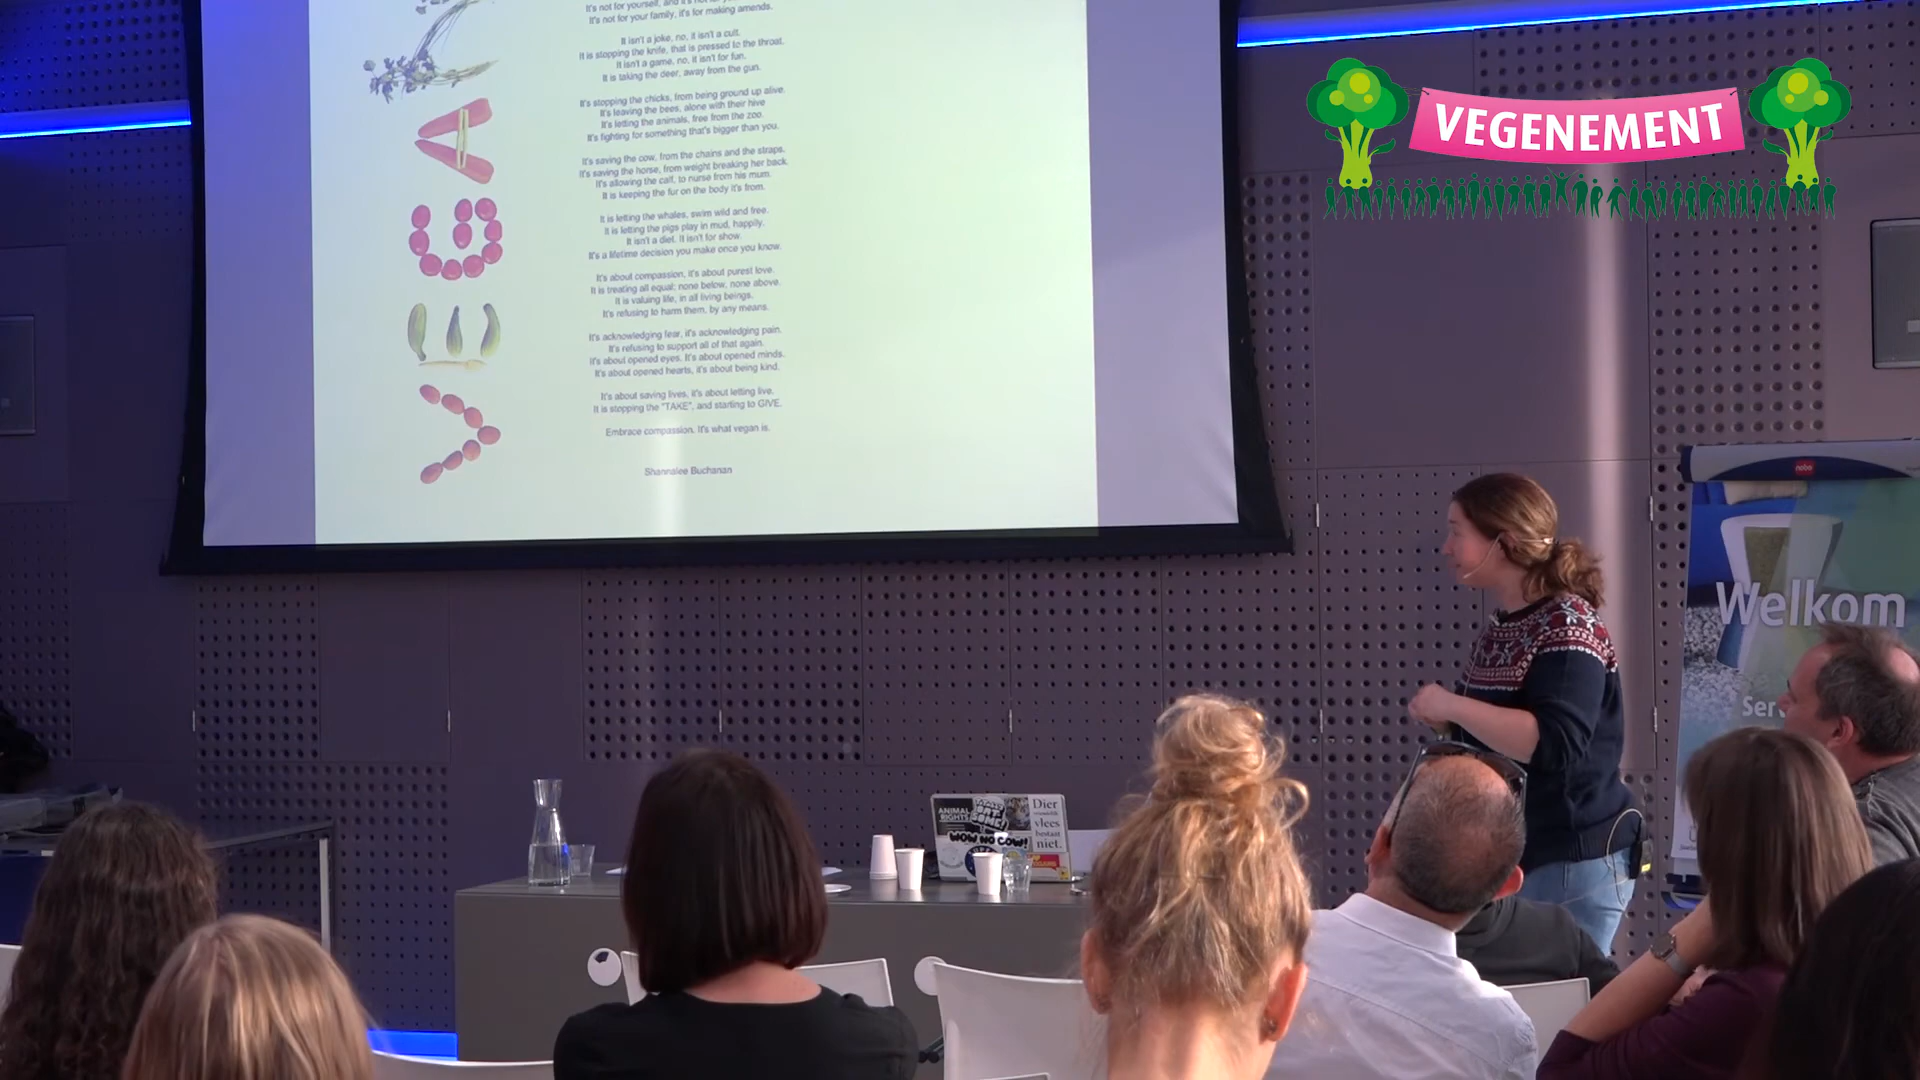 It's not for yourself, and it's not for
It's not for your family, it's for making amends.
It isn't a joke, no, it isn't a cult.
It is stopping the knife, that is pressed to the throat.
It isn't a game, no, it isn't for fun.
It is taking the deer, away from the gun.
It's stopping the chicks, from being ground up alive.
It's leaving the bees, alone with their hive
It's letting the animals, free from the zoo.
It's fighting for something that's bigger than you.
It's saving the cow, from the chains and the straps.
It's saving the horse, from weight breaking her back.
It's allowing the calf, to nurse from his mum.
It is keeping the fur on the body it's from.
It is letting the whales, swim wild and free.
It is letting the pigs play in mud, happily.
It isn't a diet. It isn't for show.
It's a lifetime decision you make once you know.
It's about compassion, it's about purest love.
It is treating all equal; none below, none above.
It is valuing life, in all living beings.
It's refusing to harm them, by any means.
It's acknowledging fear, it's acknowledging pain.
It's refusing to support all of that again.
It's about opened eyes. It's about opened minds.
It's about opened hearts, it's about being kind.
It's about saving lives, it's about letting live.
It is stopping the "TAKE", and starting to GIVE.
Embrace compassion. It's what vegan is.
Shannalee Buchanan
VEGA
VEGENEMENT
nobo
Welkom
Ser
ANIMAL
RIGHTS
WOW NO COW!
Dier
vlees
bestaat
niet.